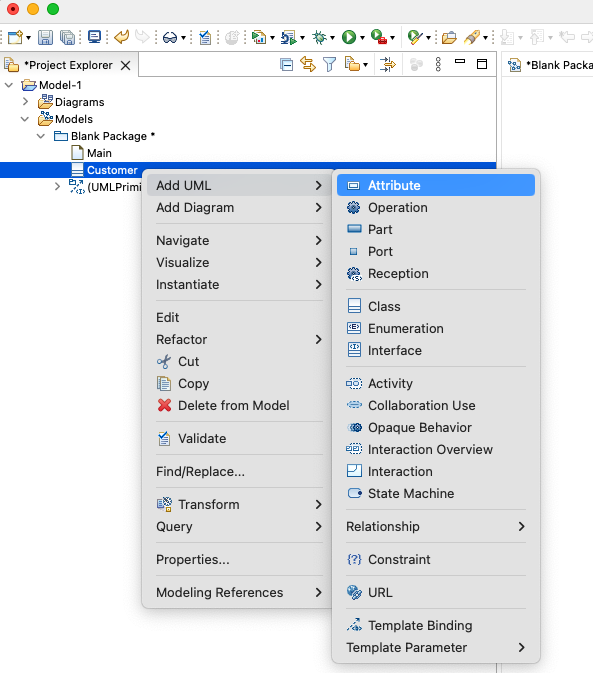 *Project Explorer
*Blank Packa
Model-1
Diagrams
Models
Blank Package *
Main
Customer
(UMLPrimi
Add UML
Add Diagram
Navigate
Visualize
Instantiate
Edit
Refactor
Cut
Copy
Delete from Model
Validate
Find/Replace...
Transform
Query
Properties...
Modeling References
Attribute
Operation
Part
Port
Reception
Class
Enumeration
Interface
Activity
Collaboration Use
Opaque Behavior
Interaction Overview
Interaction
State Machine
Relationship
Constraint
URL
Template Binding
Template Parameter